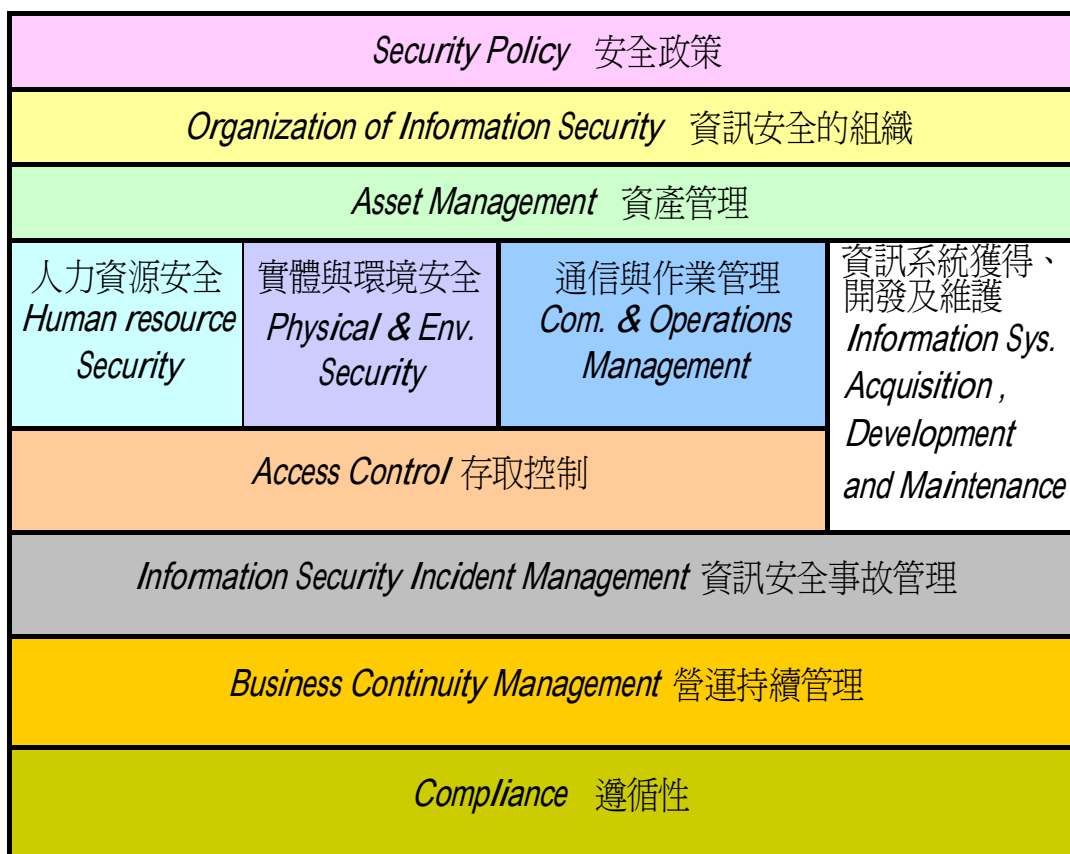 Security Policy 安全政策
Organization of Information Security 資訊安全的組織
Asset Management 資產管理
人力資源安全
Human resource
Security
實體與環境安全
Physical & Env.
Security
通信與作業管理
Com. & Operations
Management
資訊系統獲得、
開發及維護
Information Sys.
Acquisition ,
Development
and Maintenance
Access Control 存取控制
Information Security Incident Management 資訊安全事故管理
Business Continuity Management 營運持續管理
Compliance 遵循性